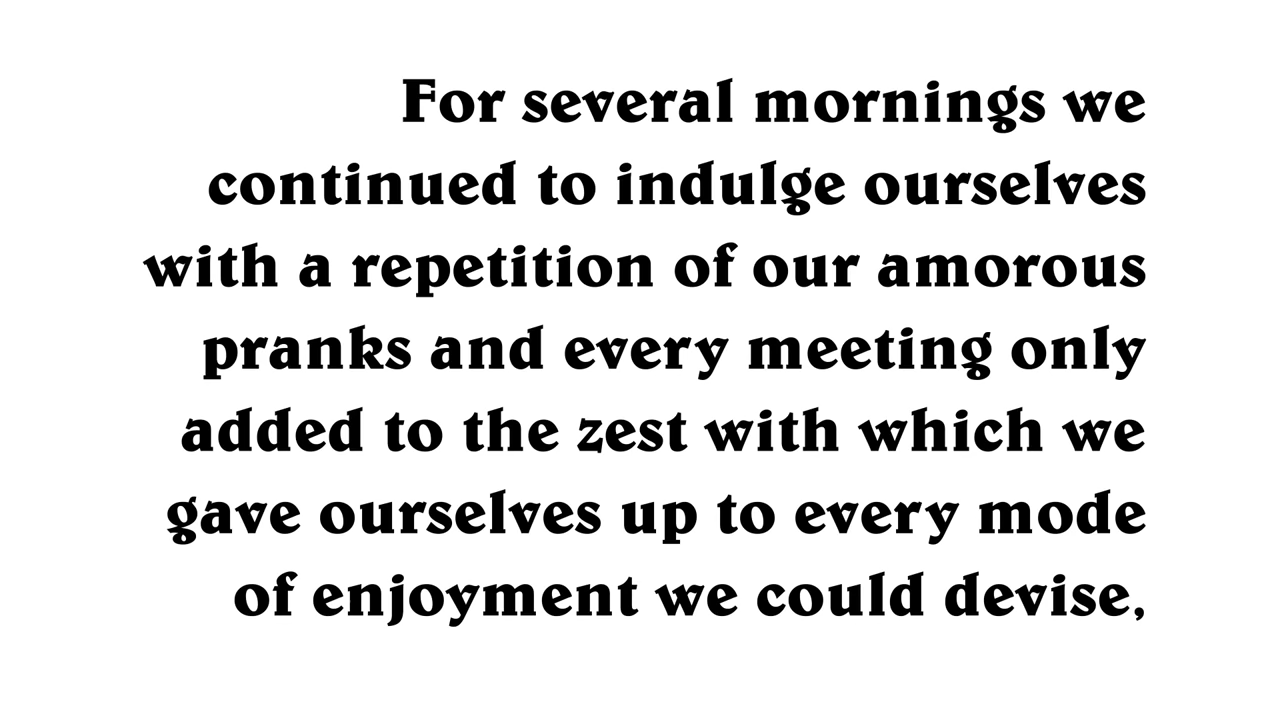 For several mornings we
continued to indulge ourselves
with a repetition of our amorous
pranks and every meeting only
added to the zest with which we
gave ourselves up to every mode
of enjoyment we could devise,